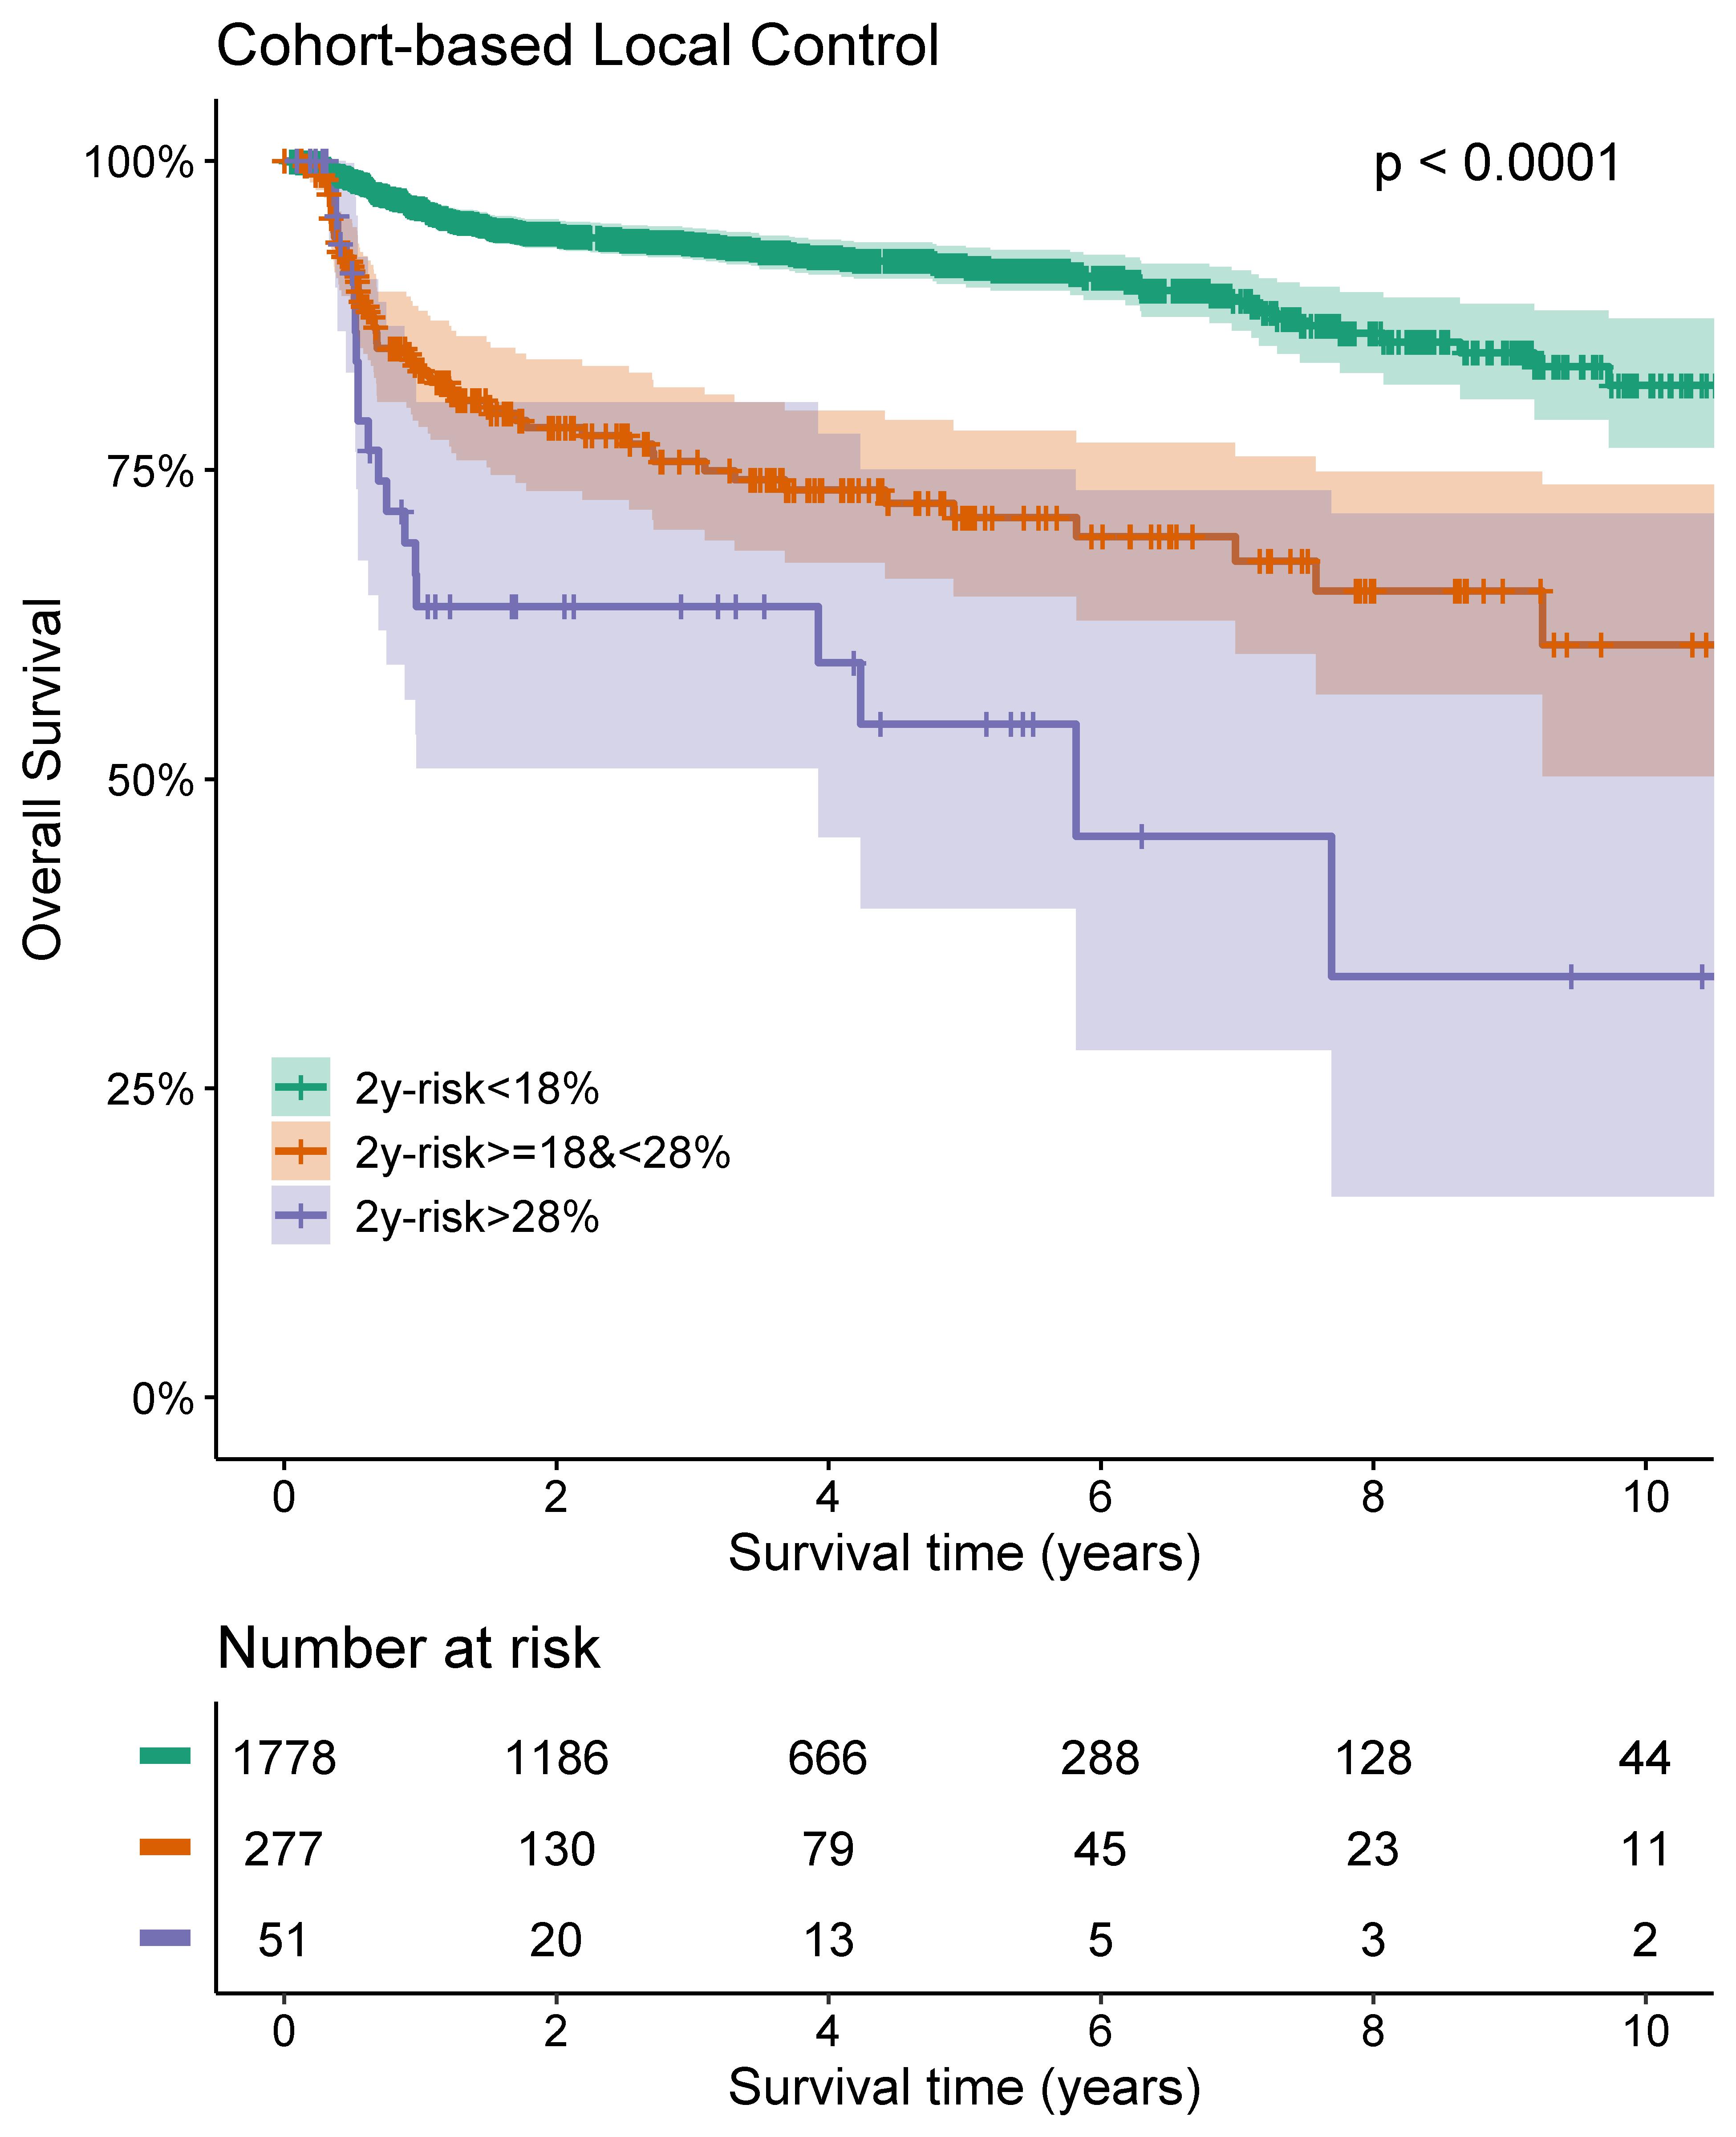 Cohort-based Local Control
p < 0.0001
100%
75%
50%
25%
0%
Overall Survival
2y-risk<18%
2y-risk>=18&<28%
2y-risk>28%
0 2 4 6 8 10
Survival time (years)
Number at risk
1778 1186 666 288 128 44
277 130 79 45 23 11
51 20 13 5 3 2
0 2 4 6 8 10
Survival time (years)